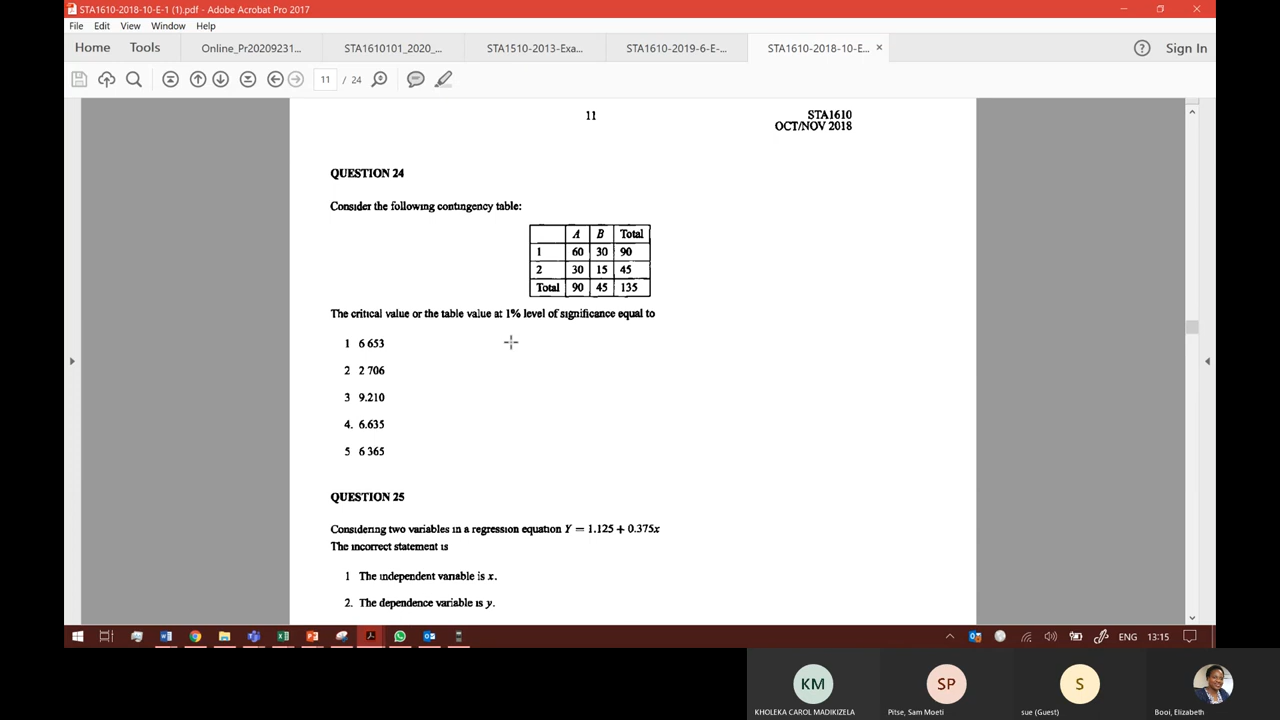 STA1610-2018-10-E-1 (1).pdf - Adobe Acrobat Pro 2017
File Edit View Window Help
Home Tools Online_Pr20209231... STA1610101_2020_... STA1510-2013-Exa... STA1610-2019-6-E-... STA1610-2018-10-E... × ? Sign In
11 / 24
11 STA1610
OCT/NOV 2018
QUESTION 24
Consider the following contingency table:
A B Total
1 60 30 90
2 30 15 45
Total 90 45 135
The critical value or the table value at 1% level of significance equal to
1 6 653
2 2 706
3 9.210
4. 6.635
5 6 365
QUESTION 25
Considering two variables in a regression equation Y = 1.125 + 0.375x
The incorrect statement is
1 The independent variable is x.
2. The dependence variable is y.
ENG 13:15
KM SP S
KHOLEKA CAROL MADIKIZELA Pitse, Sam Moeti sue (Guest) Booi, Elizabeth